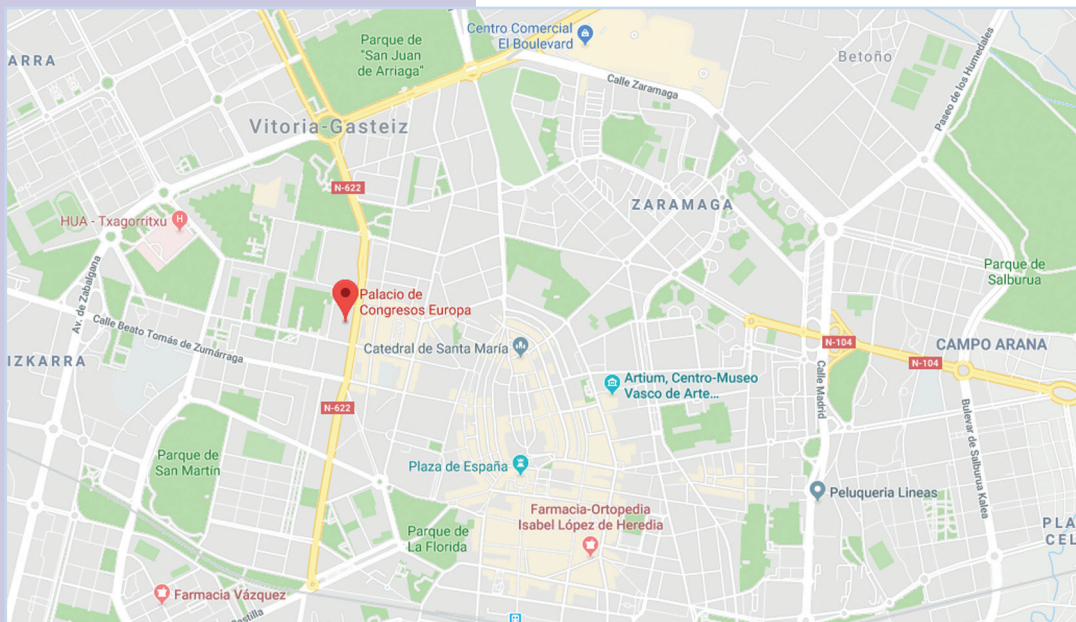 Centro Comercial
El Boulevard
Parque de
"San Juan
de Arriaga"
ARRA
Betoño
Calle Zaramaga
Paseo de los Humedales
Vitoria-Gasteiz
N-622
ZARAMAGA
HUA - Txagorritxu
H
Av. de Zabalgana
Parque de
Salburua
Palacio de
Congresos Europa
Calle Beato Tomás de Zumárraga
Catedral de Santa María
N-104
CAMPO ARANA
IZKARRA
N-104
Artium, Centro-Museo
Vasco de Arte...
Calle Madrid
N-622
Bulevar de Salburua Kalea
Parque de
San Martín
Plaza de España
Peluqueria Lineas
Farmacia-Ortopedia
Isabel López de Heredia
Parque de
La Florida
PLA
CEL
Farmacia Vázquez
Castilla